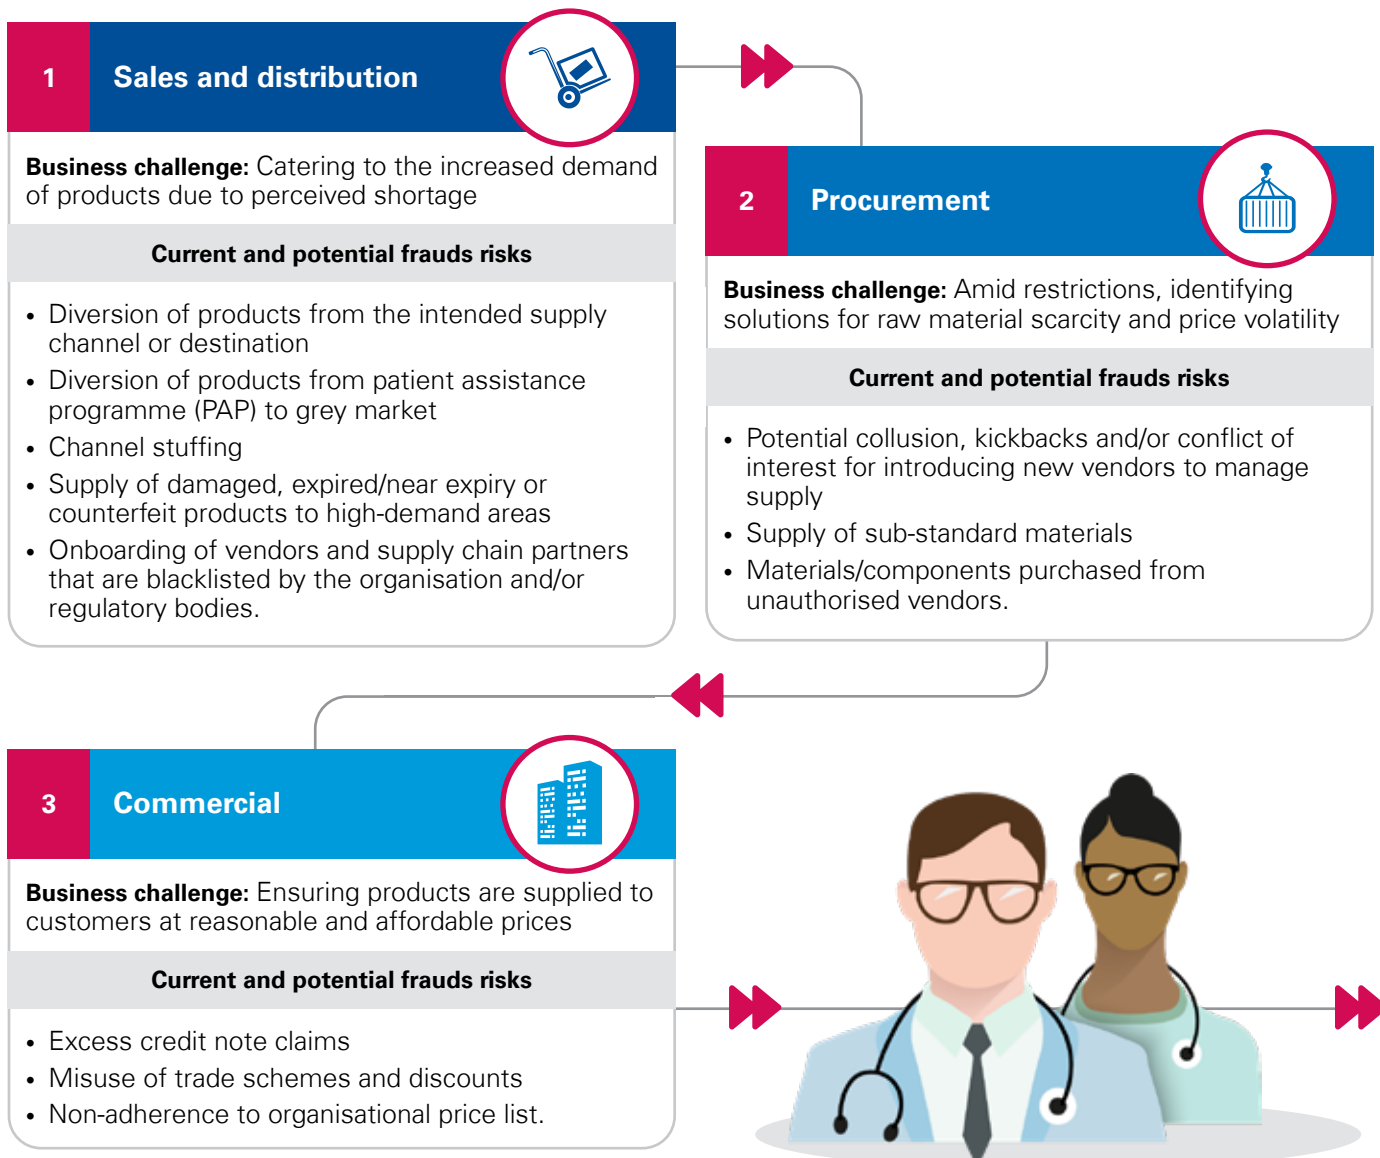 1
Sales and distribution
Business challenge: Catering to the increased demand
of products due to perceived shortage
Current and potential frauds risks
• Diversion of products from the intended supply
channel or destination
• Diversion of products from patient assistance
programme (PAP) to grey market
• Channel stuffing
• Supply of damaged, expired/near expiry or
counterfeit products to high-demand areas
• Onboarding of vendors and supply chain partners
that are blacklisted by the organisation and/or
regulatory bodies.
2
Procurement
Business challenge: Amid restrictions, identifying
solutions for raw material scarcity and price volatility
Current and potential frauds risks
• Potential collusion, kickbacks and/or conflict of
interest for introducing new vendors to manage
supply
• Supply of sub-standard materials
• Materials/components purchased from
unauthorised vendors.
3
Commercial
Business challenge: Ensuring products are supplied to
customers at reasonable and affordable prices
Current and potential frauds risks
• Excess credit note claims
• Misuse of trade schemes and discounts
• Non-adherence to organisational price list.